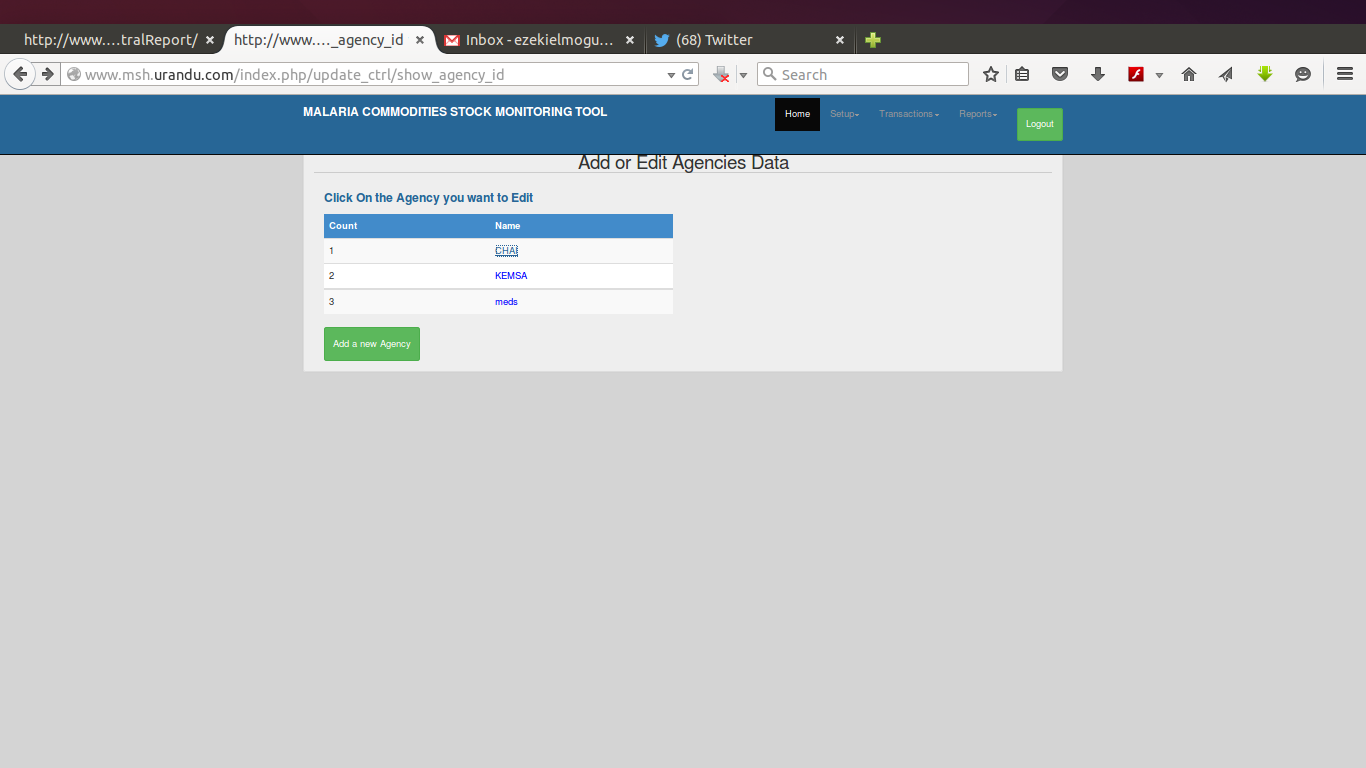 http://www.…tralReport/
http://www.…_agency_id
Inbox - ezekielmogu…
(68) Twitter
www.msh.urandu.com/index.php/update_ctrl/show_agency_id
Search
MALARIA COMMODITIES STOCK MONITORING TOOL
Home
Setup
Transactions
Reports
Logout
Add or Edit Agencies Data
Click On the Agency you want to Edit
Count Name
1 CHAI
2 KEMSA
3 meds
Add a new Agency